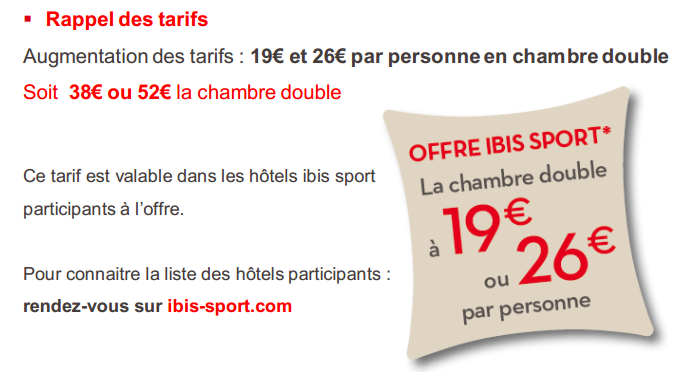 ▪ Rappel des tarifs
Augmentation des tarifs : 19€ et 26€ par personne en chambre double
Soit 38€ ou 52€ la chambre double
Ce tarif est valable dans les hôtels ibis sport
participants à l'offre.
Pour connaitre la liste des hôtels participants :
rendez-vous sur ibis-sport.com
OFFRE IBIS SPORT*
La chambre double
à 19€
ou 26€
par personne